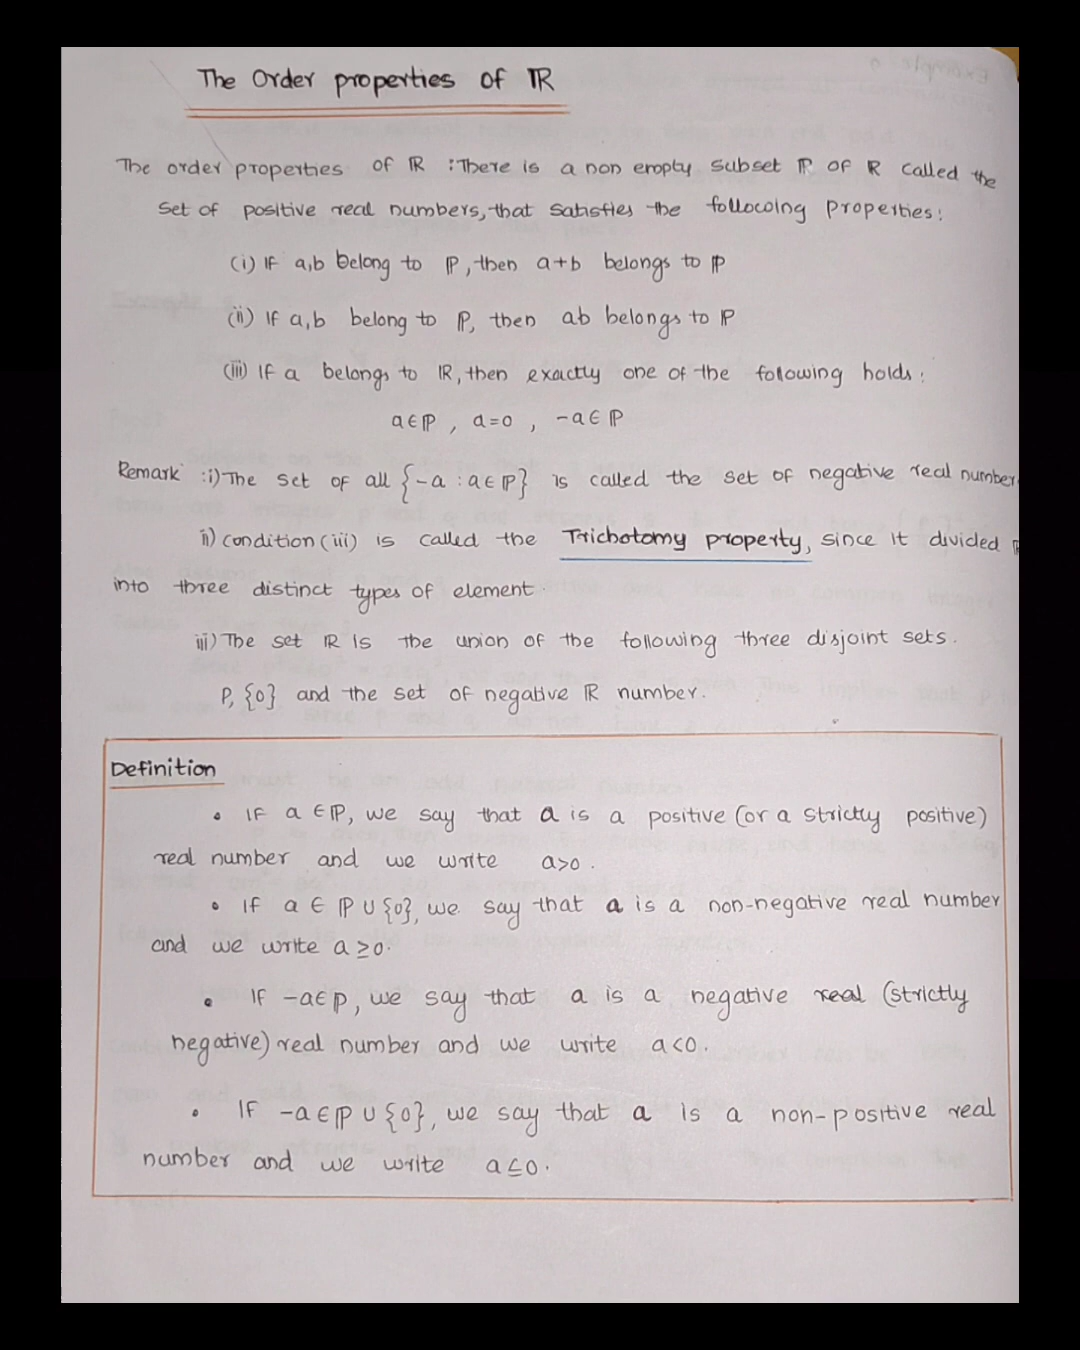 The Order properties of ℝ
The order properties of ℝ : There is a non empty subset ℙ of ℝ called the
set of positive real numbers, that satisfies the following properties:
(i) If a,b belong to ℙ, then a+b belongs to ℙ
(ii) If a,b belong to ℙ, then ab belongs to ℙ
(iii) If a belongs to ℝ, then exactly one of the following holds:
a∈ℙ , a=0 , -a∈ℙ
Remark :i) The set of all {-a : a∈ℙ} is called the set of negative real number
ii) condition (iii) is called the Trichotomy property, since it divided
into three distinct types of element.
iii) The set ℝ is the union of the following three disjoint sets.
P, {0} and the set of negative ℝ number.
Definition
• If a ∈ℙ, we say that a is a positive (or a strictly positive)
real number and we write a>0.
• If a ∈ ℙ ∪ {0}, we say that a is a non-negative real number
and we write a ≥0.
• If -a∈ℙ, we say that a is a negative real (strictly
negative) real number and we write a<0.
• If -a∈ℙ ∪ {0}, we say that a is a non-positive real
number and we write a≤0.